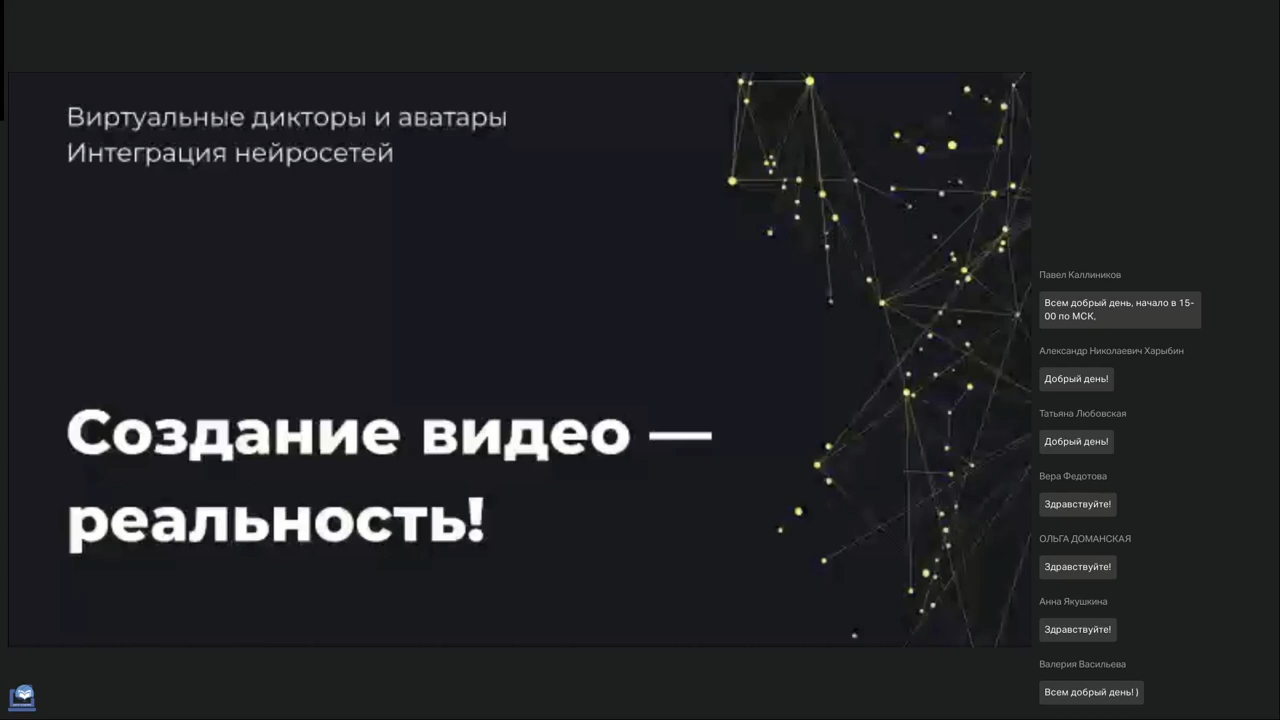 Виртуальные дикторы и аватары
Интеграция нейросетей
Создание видео —
реальность!
Павел Каллиников
Всем добрый день, начало в 15-
00 по МСК,
Александр Николаевич Харыбин
Добрый день!
Татьяна Любовская
Добрый день!
Вера Федотова
Здравствуйте!
ОЛЬГА ДОМАНСКАЯ
Здравствуйте!
Анна Якушкина
Здравствуйте!
Валерия Васильева
Всем добрый день! )